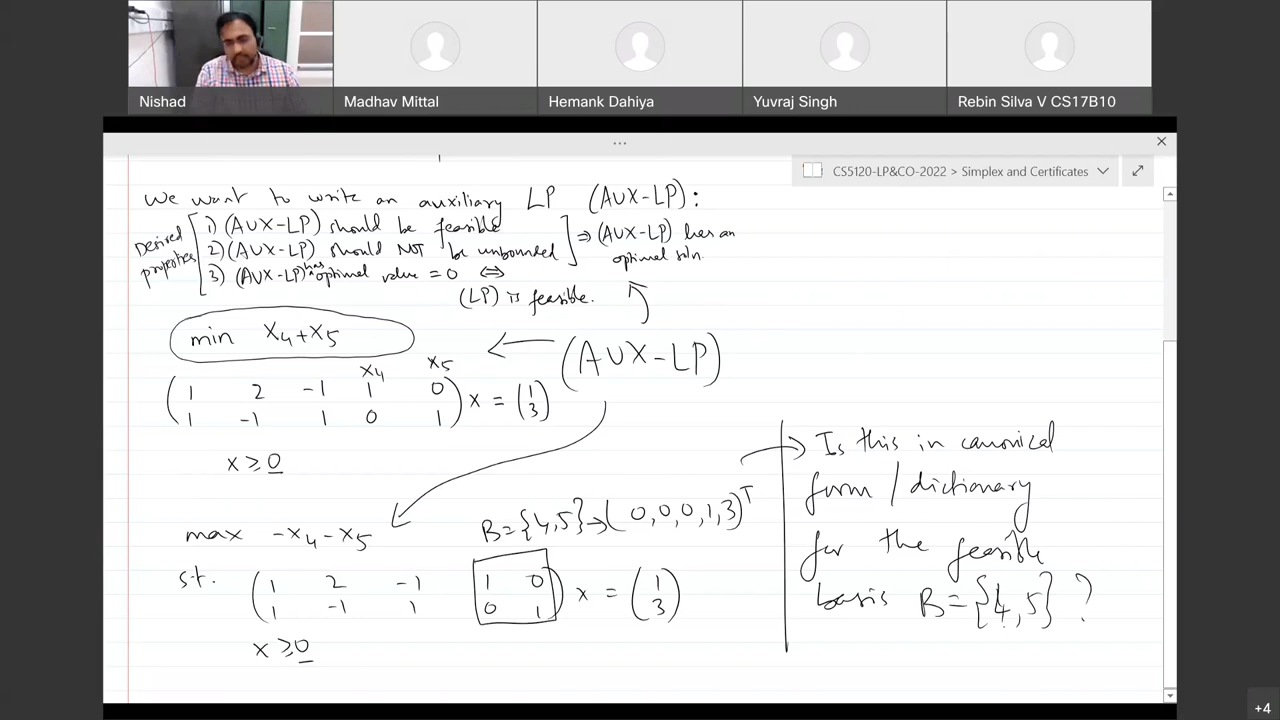 Nishad
Madhav Mittal
Hemank Dahiya
Yuvraj Singh
Rebin Silva V CS17B10
CS5120-LP&CO-2022 > Simplex and Certificates
We want to write an auxiliary LP (AUX-LP):
Desired properties
1) (AUX-LP) should be feasible
2) (AUX-LP) should NOT be unbounded
3) (AUX-LP) has optimal value = 0 ⇔
(LP) is feasible.
⇒ (AUX-LP) has an
optimal soln.
min x4+x5
(AUX-LP)
x4 x5
( 1 2 -1 1 0 ) x = ( 1 )
( 1 -1 1 0 1 ) ( 3 )
x ≥ 0
max -x4 - x5
B = {4,5} → (0,0,0,1,3)^T
s.t. ( 1 2 -1 1 0 ) x = ( 1 )
( 1 -1 1 0 1 ) ( 3 )
x ≥ 0
Is this in canonical
form / dictionary
for the feasible
basis B = {4,5} ?
+4